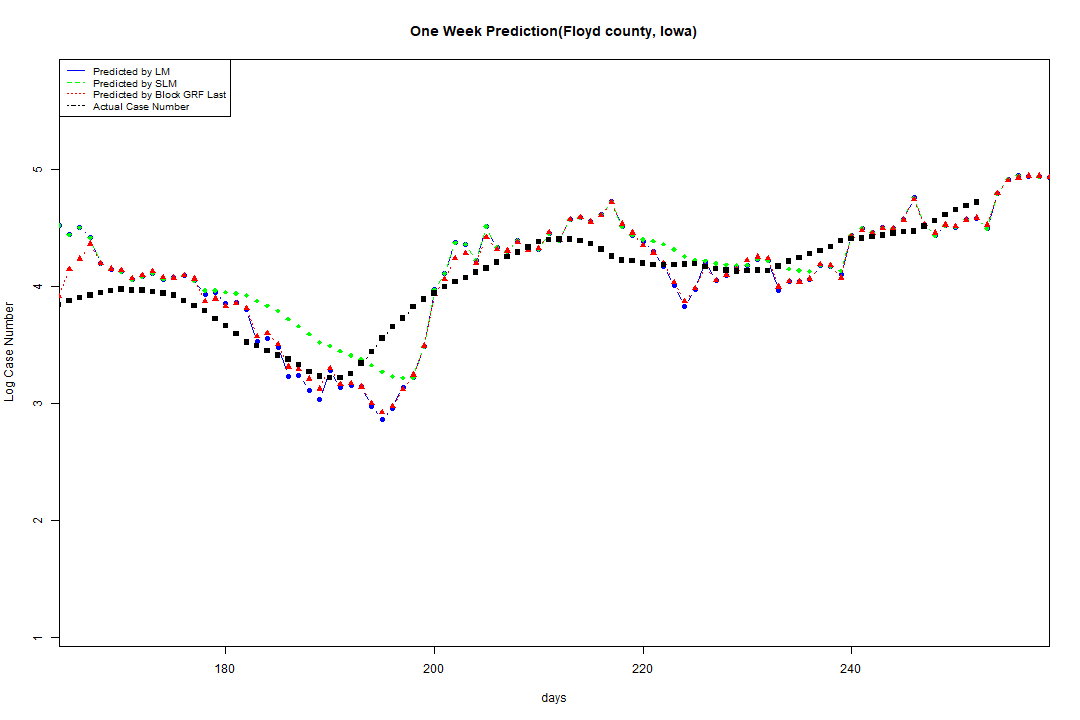 One Week Prediction(Floyd county, Iowa)
Predicted by LM
Predicted by SLM
Predicted by Block GRF Last
Actual Case Number
5
4
3
2
1
Log Case Number
180 200 220 240
days